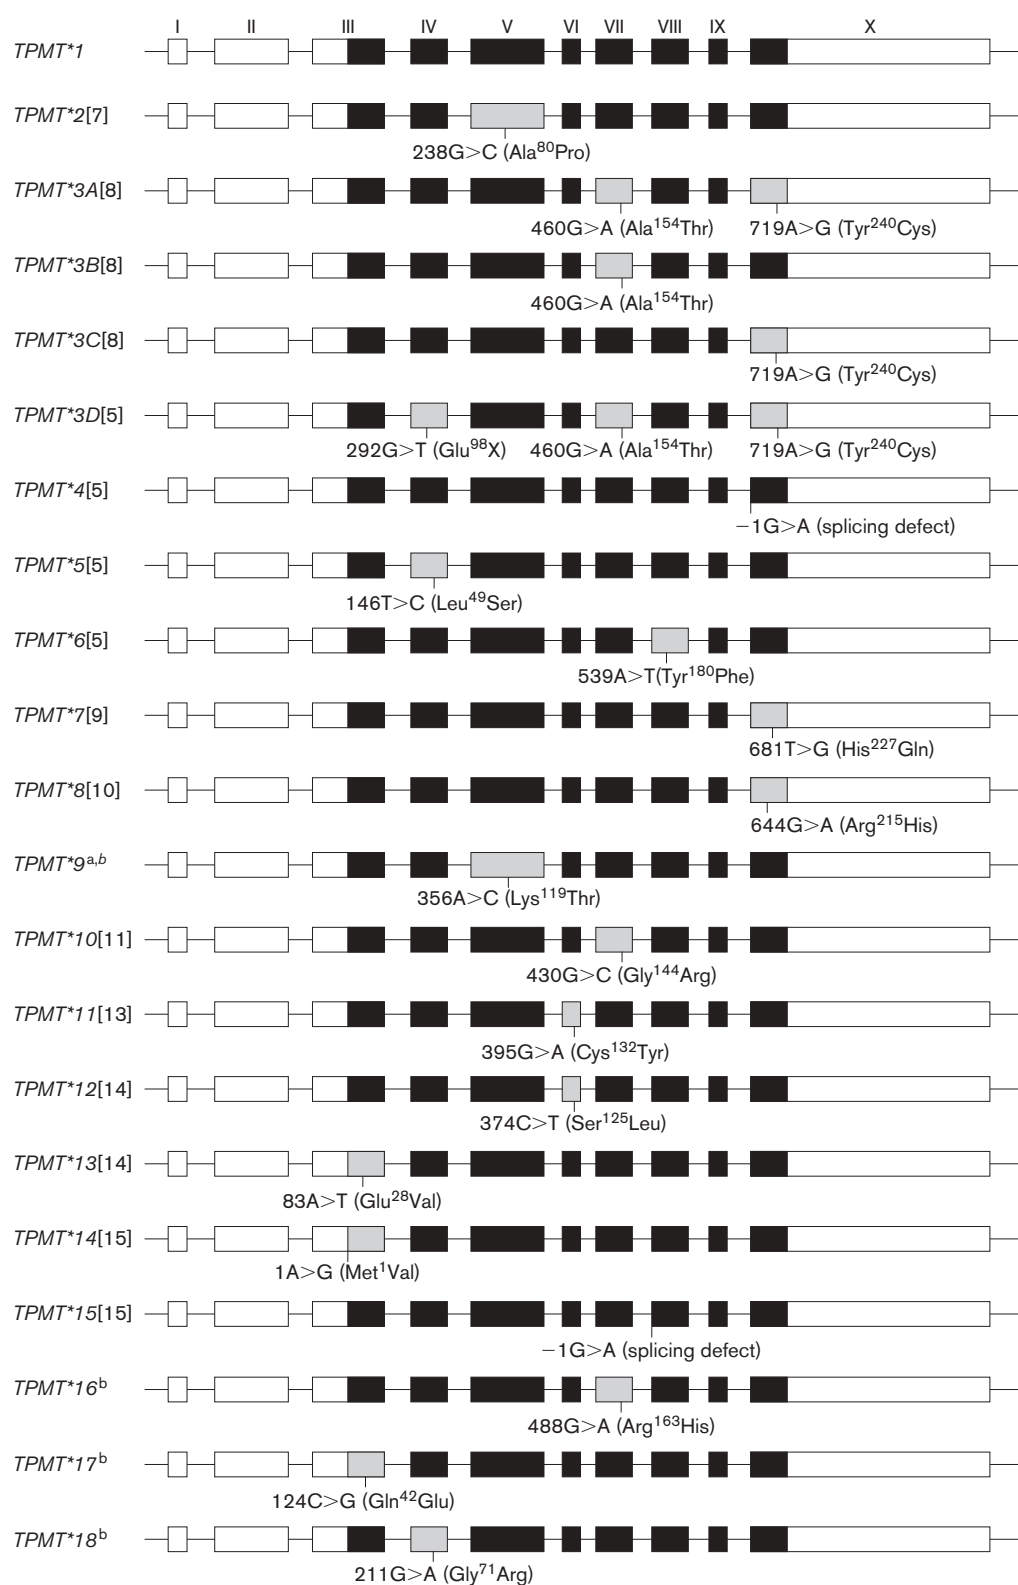 I II III IV V VI VII VIII IX X
TPMT*1
TPMT*2[7]
238G>C (Ala80Pro)
TPMT*3A[8]
460G>A (Ala154Thr) 719A>G (Tyr240Cys)
TPMT*3B[8]
460G>A (Ala154Thr)
TPMT*3C[8]
719A>G (Tyr240Cys)
TPMT*3D[5]
292G>T (Glu98X) 460G>A (Ala154Thr) 719A>G (Tyr240Cys)
TPMT*4[5]
−1G>A (splicing defect)
TPMT*5[5]
146T>C (Leu49Ser)
TPMT*6[5]
539A>T(Tyr180Phe)
TPMT*7[9]
681T>G (His227Gln)
TPMT*8[10]
644G>A (Arg215His)
TPMT*9a,b
356A>C (Lys119Thr)
TPMT*10[11]
430G>C (Gly144Arg)
TPMT*11[13]
395G>A (Cys132Tyr)
TPMT*12[14]
374C>T (Ser125Leu)
TPMT*13[14]
83A>T (Glu28Val)
TPMT*14[15]
1A>G (Met1Val)
TPMT*15[15]
−1G>A (splicing defect)
TPMT*16b
488G>A (Arg163His)
TPMT*17b
124C>G (Gln42Glu)
TPMT*18b
211G>A (Gly71Arg)